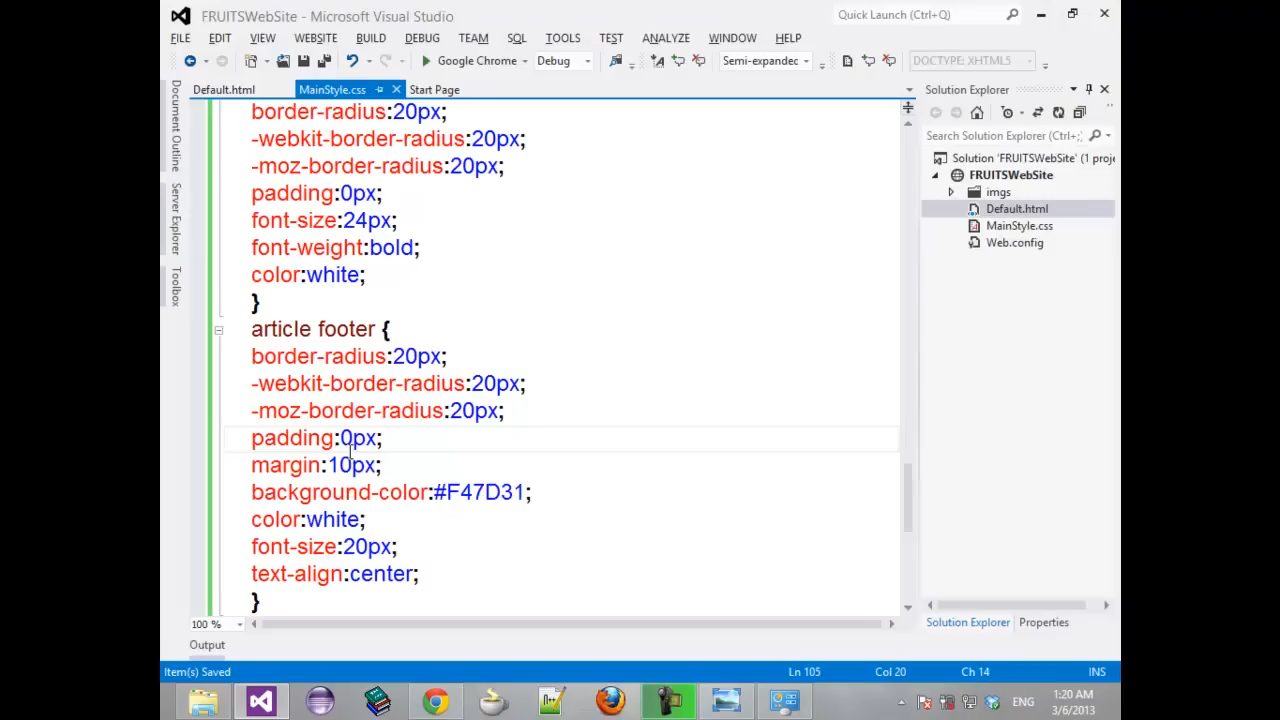 FRUITSWebSite - Microsoft Visual Studio
Quick Launch (Ctrl+Q)
FILE EDIT VIEW WEBSITE BUILD DEBUG TEAM SQL TOOLS TEST ANALYZE WINDOW HELP
Google Chrome Debug Semi-expanded DOCTYPE: XHTML5
Default.html MainStyle.css Start Page
Document Outline
Server Explorer
Toolbox
border-radius:20px;
-webkit-border-radius:20px;
-moz-border-radius:20px;
padding:0px;
font-size:24px;
font-weight:bold;
color:white;
}
article footer {
border-radius:20px;
-webkit-border-radius:20px;
-moz-border-radius:20px;
padding:0px;
margin:10px;
background-color:#F47D31;
color:white;
font-size:20px;
text-align:center;
}
100 %
Output
Solution Explorer
Search Solution Explorer (Ctrl+;)
Solution 'FRUITSWebSite' (1 proje
FRUITSWebSite
imgs
Default.html
MainStyle.css
Web.config
Solution Explorer Properties
Item(s) Saved Ln 105 Col 20 Ch 14 INS
ENG
1:20 AM
3/6/2013